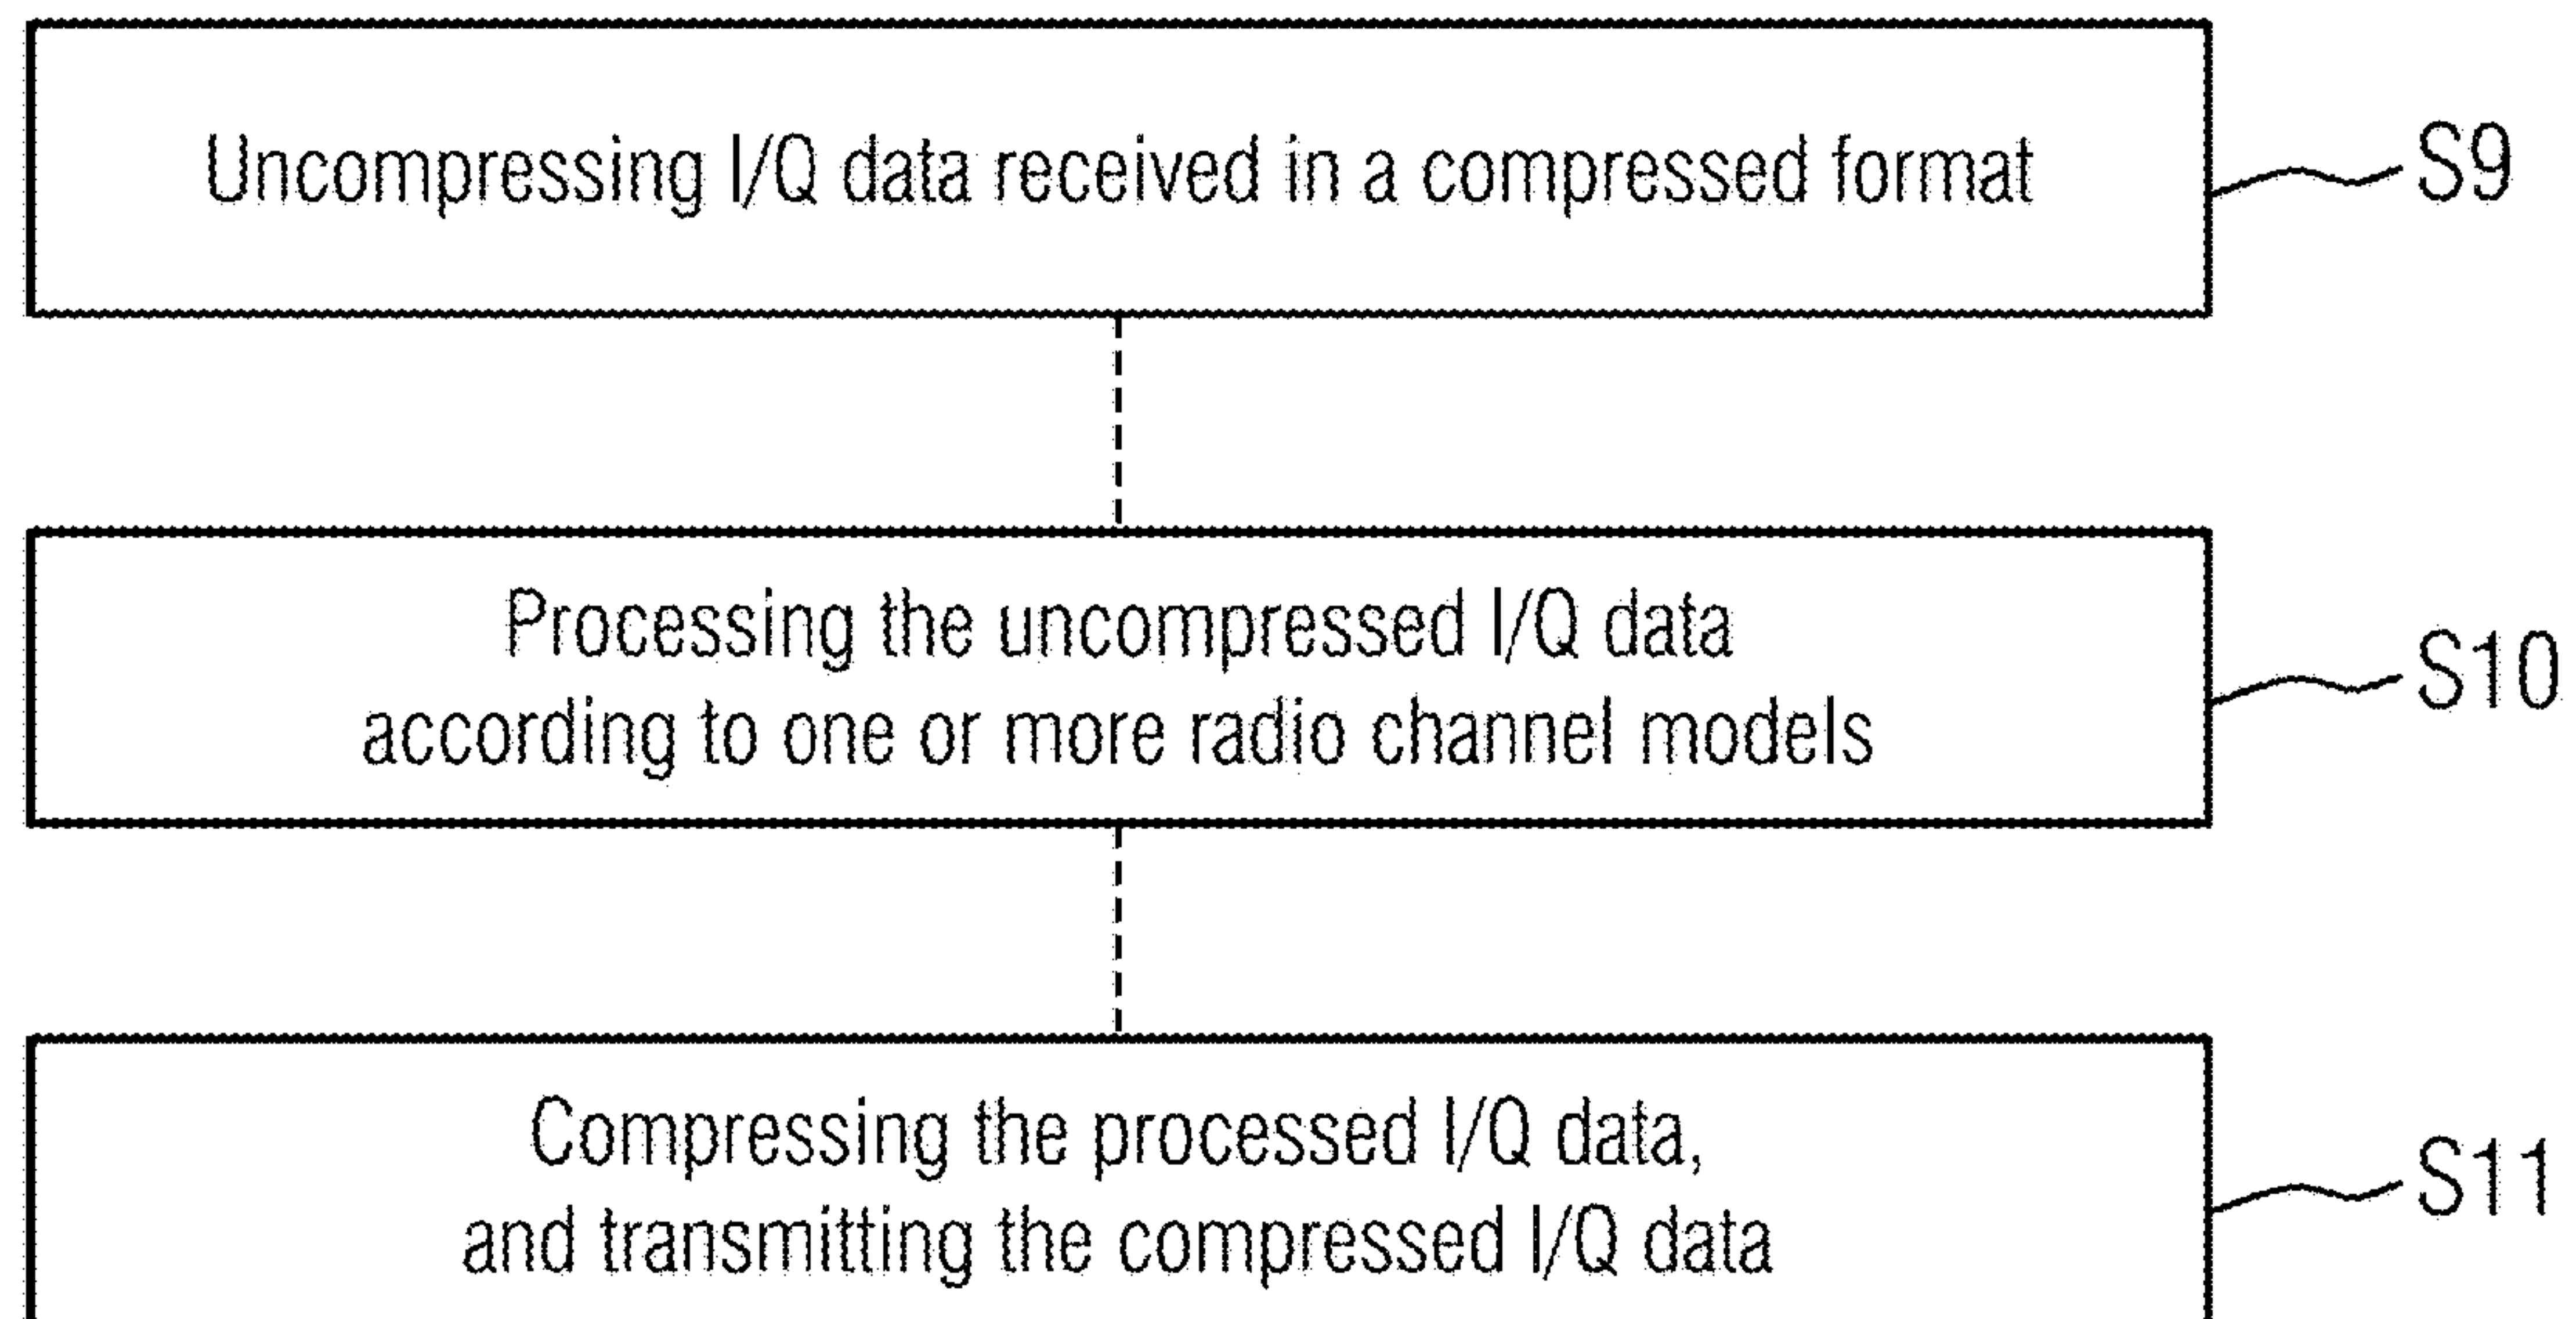 Uncompressing I/Q data received in a compressed format
S9
Processing the uncompressed I/Q data
according to one or more radio channel models
S10
Compressing the processed I/Q data,
and transmitting the compressed I/Q data
S11